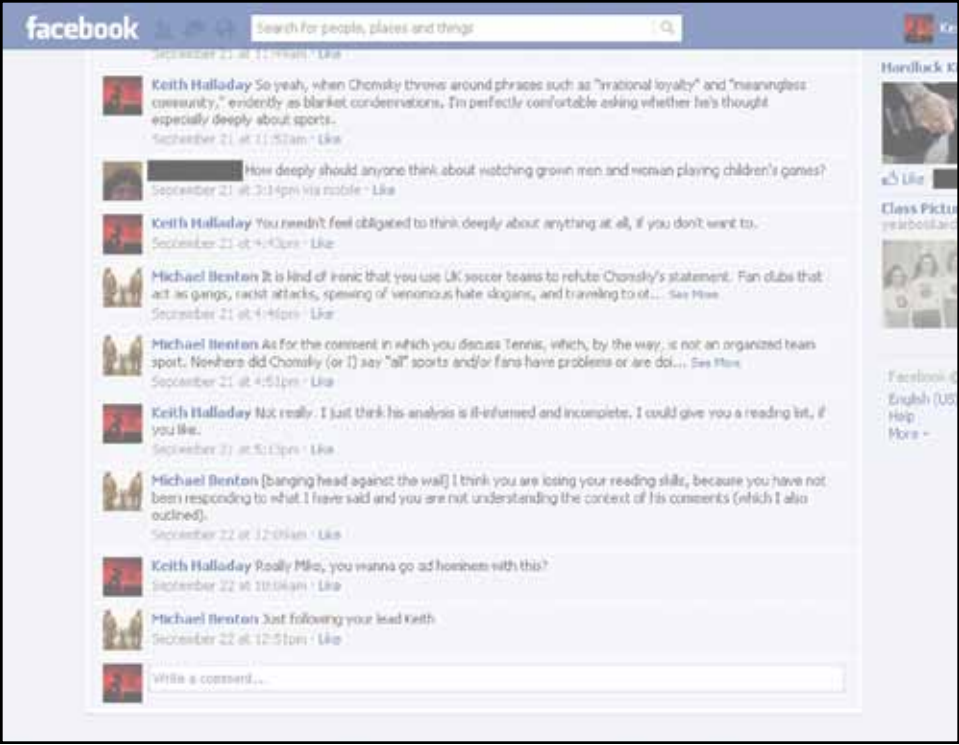 facebook
Search for people, places and things
Ke
September 21 at 11:44am · Like
Keith Halladay So yeah, when Chomsky throws around phrases such as "irrational loyalty" and "meaningless
community," evidently as blanket condemnations, I'm perfectly comfortable asking whether he's thought
especially deeply about sports.
September 21 at 11:52am · Like
How deeply should anyone think about watching grown men and woman playing children's games?
September 21 at 3:14pm via mobile · Like
Keith Halladay You needn't feel obligated to think deeply about anything at all, if you don't want to.
September 21 at 4:43pm · Like
Michael Benton It is kind of ironic that you use UK soccer teams to refute Chomsky's statement. Fan clubs that
act as gangs, racist attacks, spewing of venomous hate slogans, and traveling to ot... See More
September 21 at 4:46pm · Like
Michael Benton As for the comment in which you discuss Tennis, which, by the way, is not an organized team
sport. Nowhere did Chomsky (or I) say "all" sports and/or fans have problems or are doi... See More
September 21 at 4:51pm · Like
Keith Halladay Not really. I just think his analysis is ill-informed and incomplete. I could give you a reading list, if
you like.
September 21 at 5:13pm · Like
Michael Benton [banging head against the wall] I think you are losing your reading skills, because you have not
been responding to what I have said and you are not understanding the context of his comments (which I also
outlined).
September 22 at 12:09am · Like
Keith Halladay Really Mike, you wanna go ad hominem with this?
September 22 at 10:06am · Like
Michael Benton Just following your lead Keith
September 22 at 12:51pm · Like
Write a comment...
Hardluck K
Like
Class Pictu
Facebook ©
English (US)
Help
More